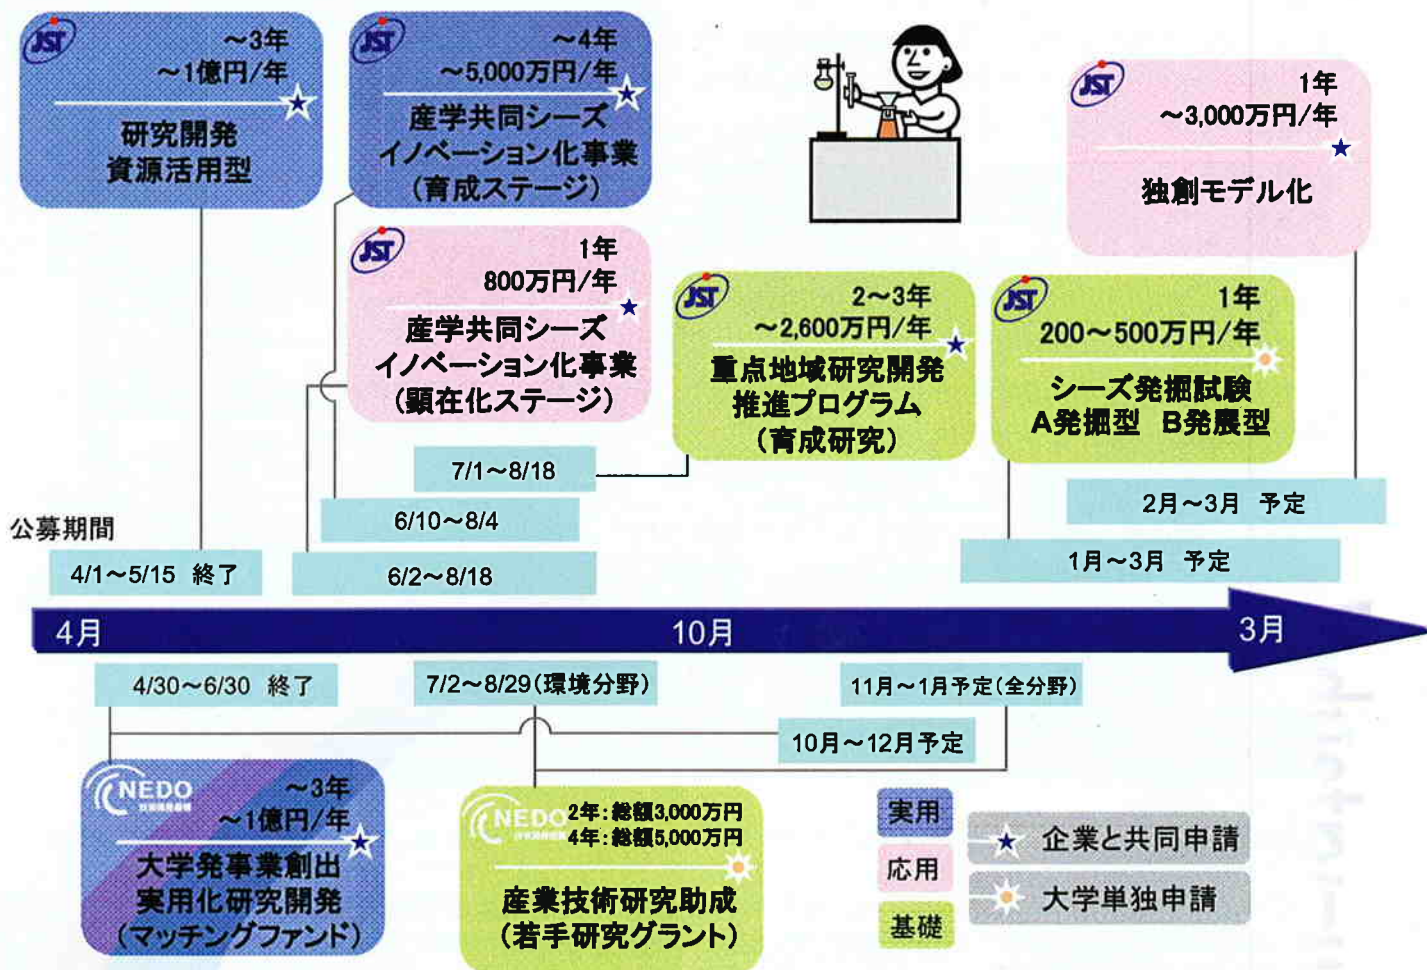 JST
～3年
～1億円/年
研究開発
資源活用型
JST
～4年
～5,000万円/年
産学共同シーズ
イノベーション化事業
(育成ステージ)
JST
1年
～3,000万円/年
独創モデル化
JST
1年
800万円/年
産学共同シーズ
イノベーション化事業
(顕在化ステージ)
JST
2～3年
～2,600万円/年
重点地域研究開発
推進プログラム
(育成研究)
JST
1年
200～500万円/年
シーズ発掘試験
A発掘型 B発展型
7/1～8/18
6/10～8/4
2月～3月 予定
公募期間
4/1～5/15 終了
6/2～8/18
1月～3月 予定
4月
10月
3月
4/30～6/30 終了
7/2～8/29(環境分野)
11月～1月予定(全分野)
10月～12月予定
NEDO
～3年
～1億円/年
大学発事業創出
実用化研究開発
(マッチングファンド)
NEDO
2年:総額3,000万円
4年:総額5,000万円
産業技術研究助成
(若手研究グラント)
実用
応用
基礎
企業と共同申請
大学単独申請